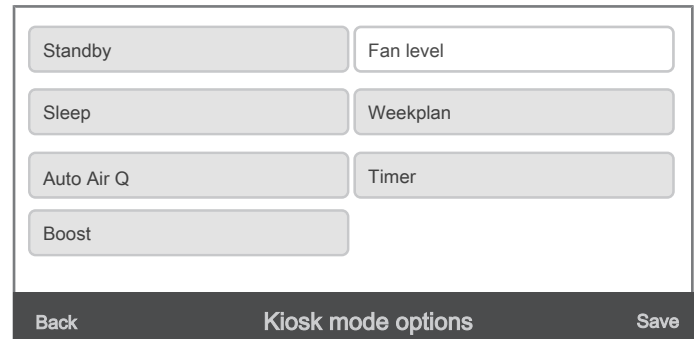 Standby
Fan level
Sleep
Weekplan
Auto Air Q
Timer
Boost
Back
Kiosk mode options
Save